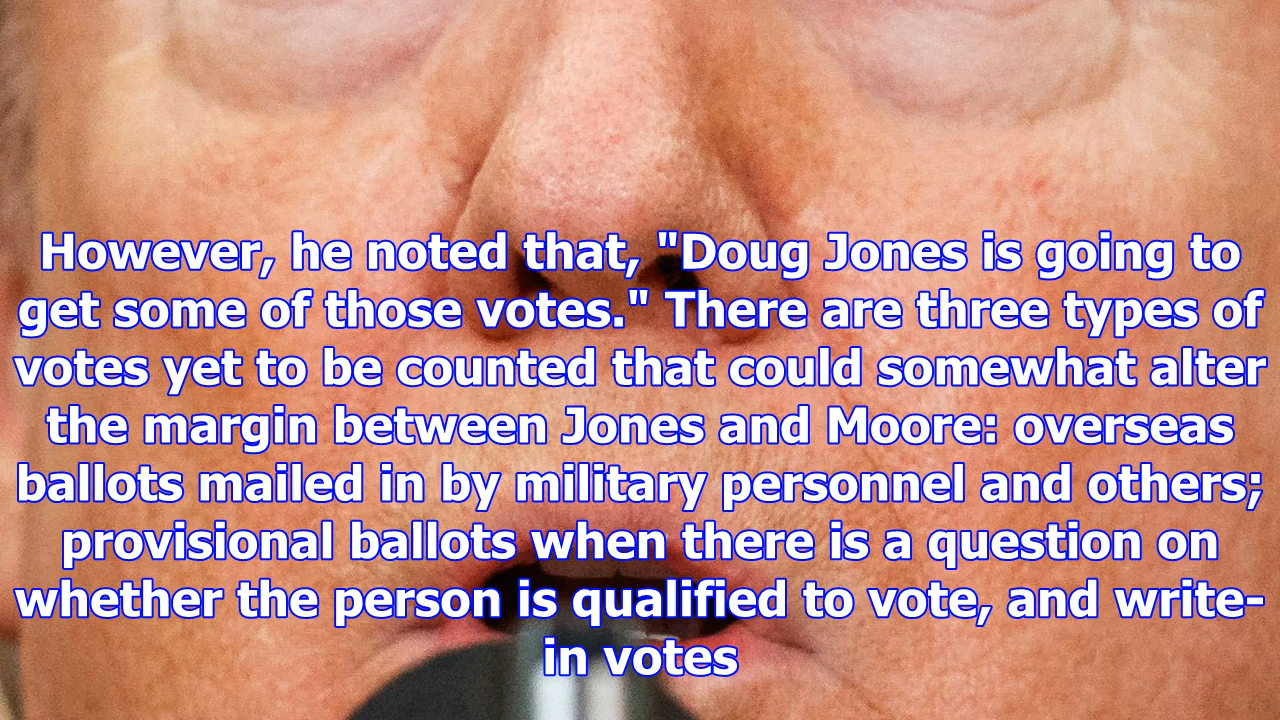 However, he noted that, "Doug Jones is going to
get some of those votes." There are three types of
votes yet to be counted that could somewhat alter
the margin between Jones and Moore: overseas
ballots mailed in by military personnel and others;
provisional ballots when there is a question on
whether the person is qualified to vote, and write-
in votes